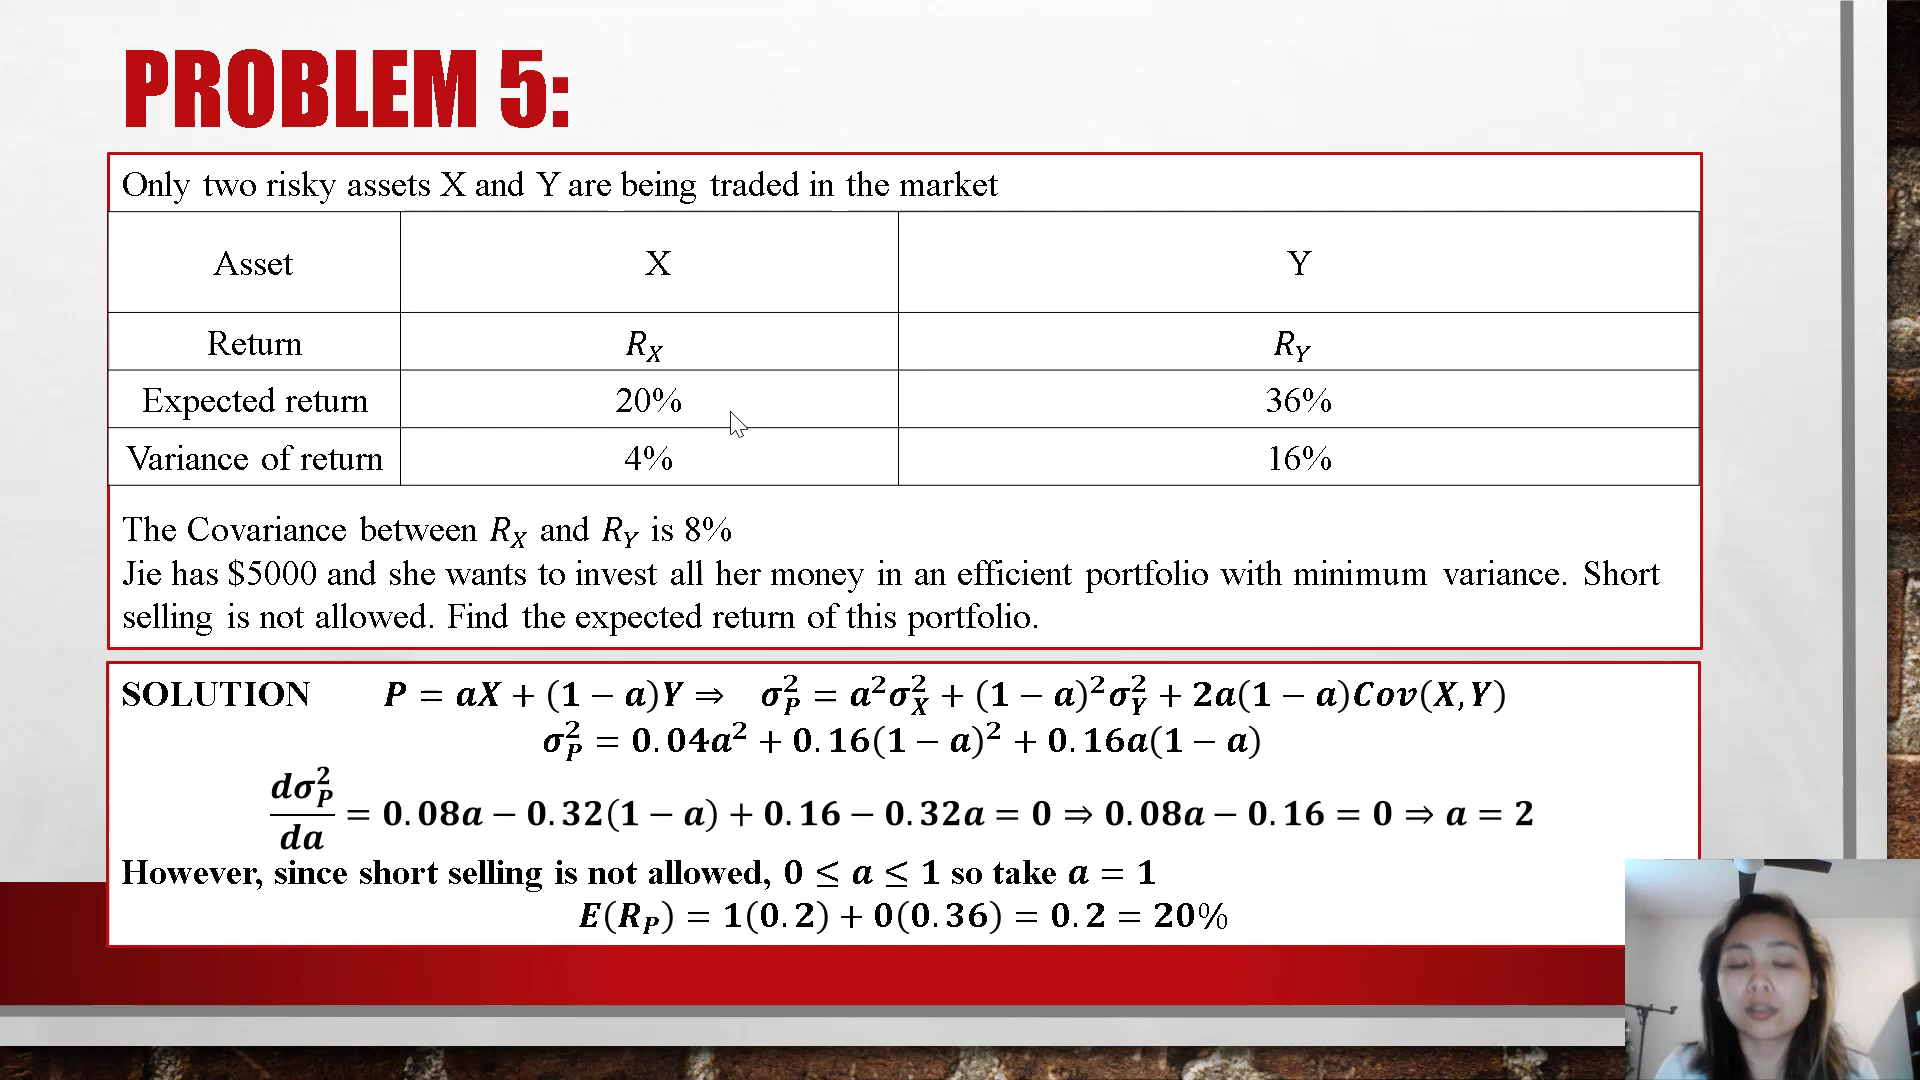 PROBLEM 5:
Only two risky assets X and Y are being traded in the market
Asset X Y
Return R_X R_Y
Expected return 20% 36%
Variance of return 4% 16%
The Covariance between R_X and R_Y is 8%
Jie has $5000 and she wants to invest all her money in an efficient portfolio with minimum variance. Short
selling is not allowed. Find the expected return of this portfolio.
SOLUTION P = aX + (1 − a)Y ⇒ σ_P^2 = a^2σ_X^2 + (1 − a)^2σ_Y^2 + 2a(1 − a)Cov(X, Y)
σ_P^2 = 0.04a^2 + 0.16(1 − a)^2 + 0.16a(1 − a)
dσ_P^2/da = 0.08a − 0.32(1 − a) + 0.16 − 0.32a = 0 ⇒ 0.08a − 0.16 = 0 ⇒ a = 2
However, since short selling is not allowed, 0 ≤ a ≤ 1 so take a = 1
E(R_P) = 1(0.2) + 0(0.36) = 0.2 = 20%